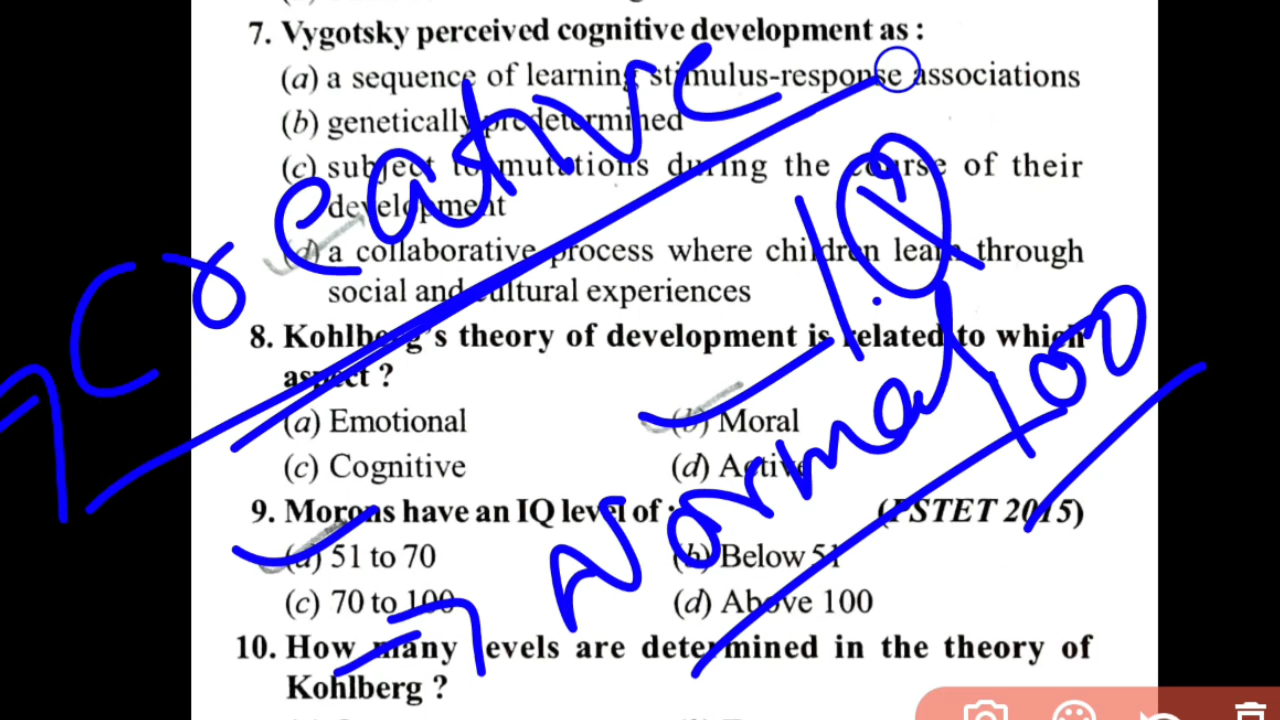 7. Vygotsky perceived cognitive development as :
(a) a sequence of learning stimulus-response associations
(b) genetically predetermined
(c) subject to mutations during the course of their
development
(d) a collaborative process where children learn through
social and cultural experiences
8. Kohlberg's theory of development is related to which
aspect ?
(a) Emotional (b) Moral
(c) Cognitive (d) Active
9. Morons have an IQ level of : (PSTET 2015)
(a) 51 to 70 (b) Below 51
(c) 70 to 100 (d) Above 100
10. How many levels are determined in the theory of
Kohlberg ?
Creative
IQ
Normal
100